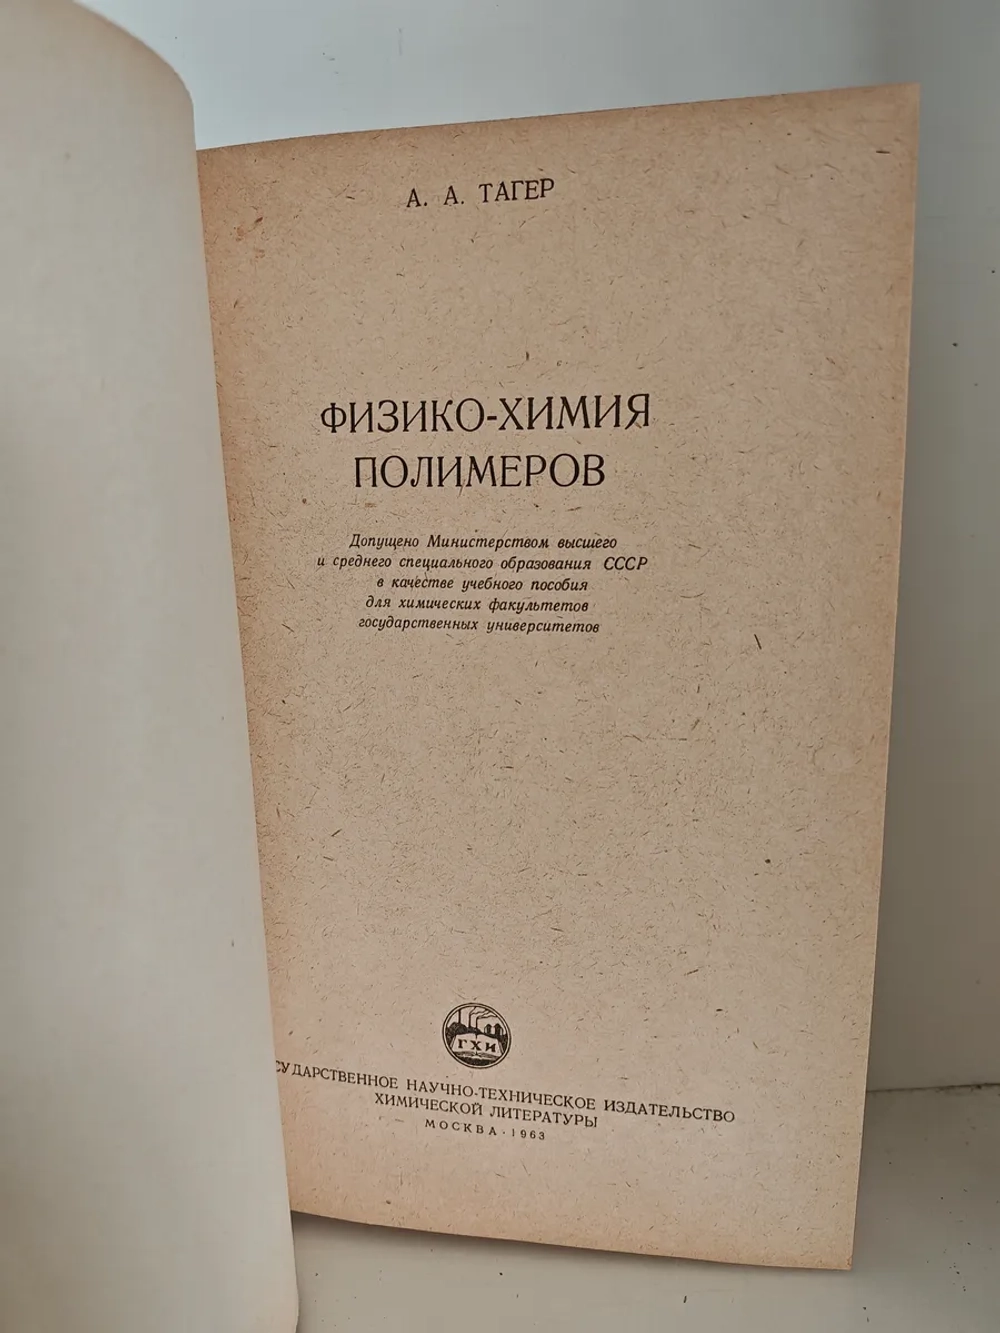 А. А. ТАГЕР
ФИЗИКО-ХИМИЯ
ПОЛИМЕРОВ
Допущено Министерством высшего
и среднего специального образования СССР
в качестве учебного пособия
для химических факультетов
государственных университетов
ГХИ
СУДАРСТВЕННОЕ НАУЧНО-ТЕХНИЧЕСКОЕ ИЗДАТЕЛЬСТВО
ХИМИЧЕСКОЙ ЛИТЕРАТУРЫ
МОСКВА · 1963